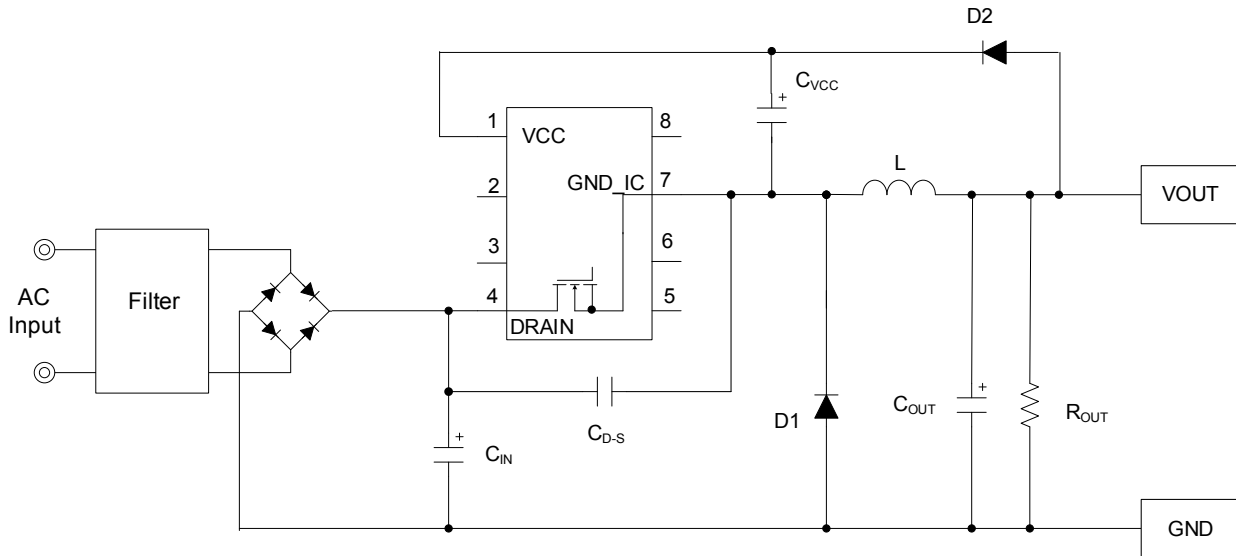 D2
CVCC
+
1
VCC
8
L
2
GND_IC
7
VOUT
3
6
AC
Input
Filter
4
DRAIN
5
CD-S
D1
COUT
+
ROUT
CIN
+
GND